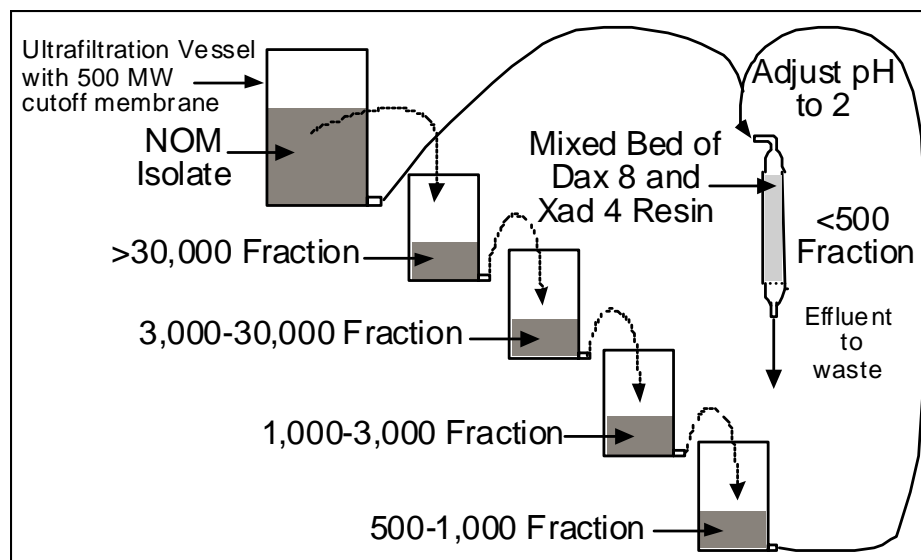 Ultrafiltration Vessel
with 500 MW
cutoff membrane
NOM
Isolate
Adjust pH
to 2
Mixed Bed of
Dax 8 and
Xad 4 Resin
<500
Fraction
>30,000 Fraction
3,000-30,000 Fraction
Effluent
to
waste
1,000-3,000 Fraction
500-1,000 Fraction